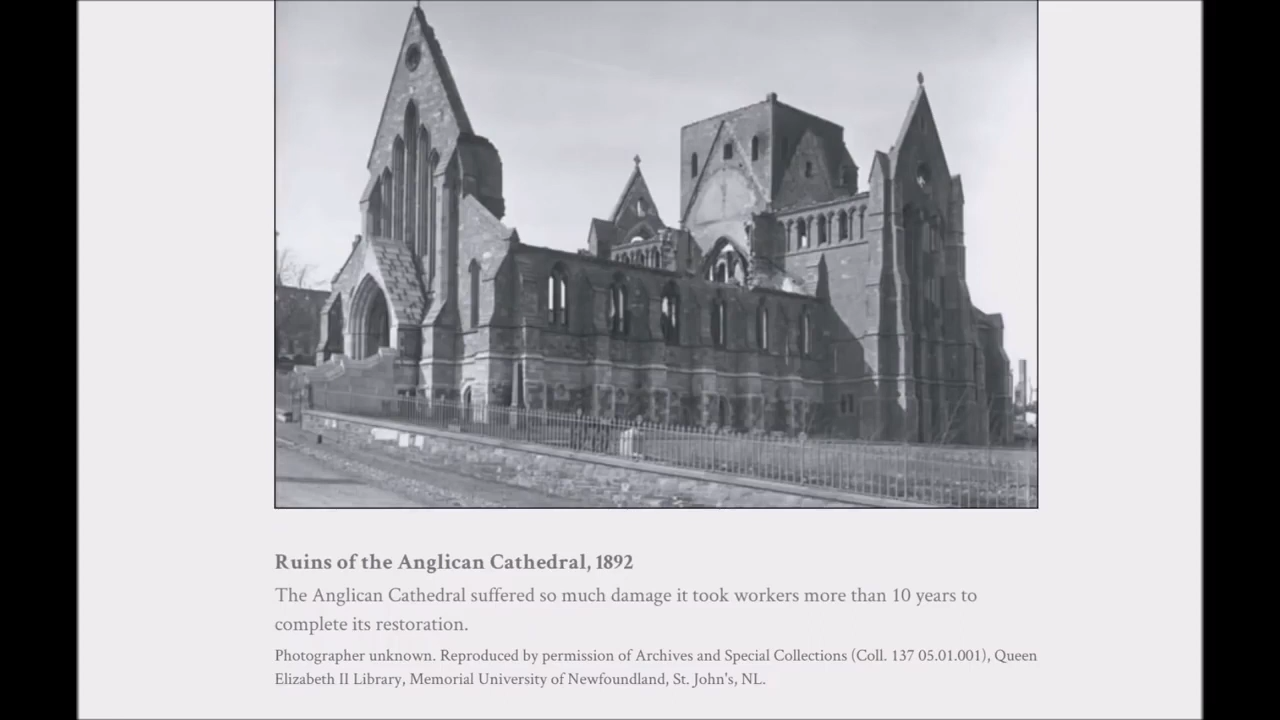 Ruins of the Anglican Cathedral, 1892
The Anglican Cathedral suffered so much damage it took workers more than 10 years to
complete its restoration.
Photographer unknown. Reproduced by permission of Archives and Special Collections (Coll. 137 05.01.001), Queen
Elizabeth II Library, Memorial University of Newfoundland, St. John's, NL.